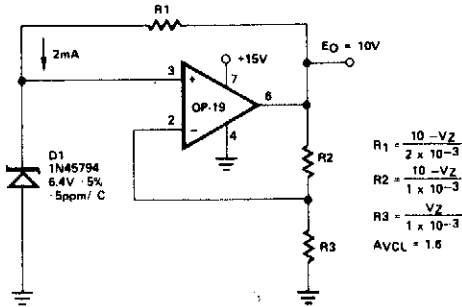 R1
2mA
+15V
E0 = 10V
3
+
7
OP-19
6
2
−
4
D1
1N45794
6.4V · 5%
· 5ppm/ C
R2
R3
R1 = 10 −VZ
2 x 10−3
R2 = 10 −VZ
1 x 10−3
R3 = VZ
1 x 10−3
AVCL = 1.6